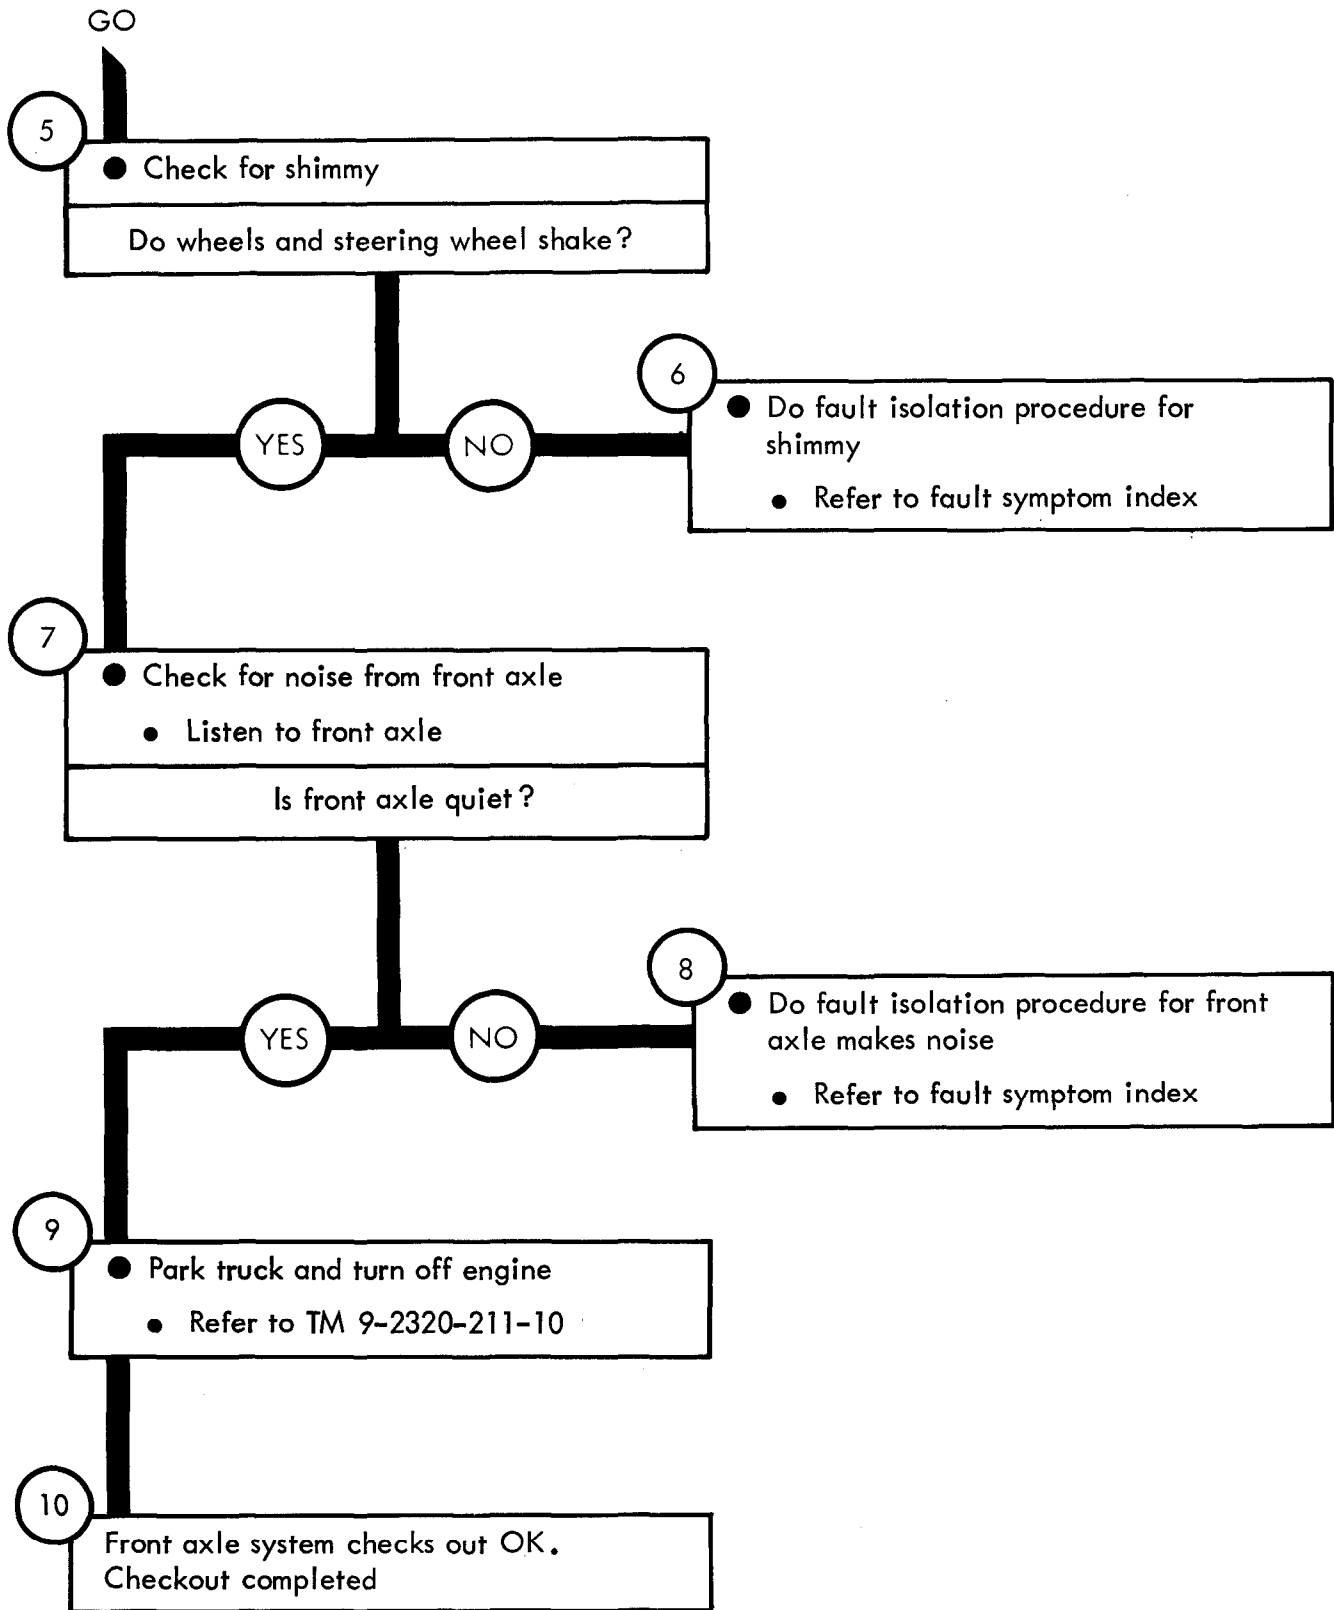 GO
5
● Check for shimmy
Do wheels and steering wheel shake?
YES
NO
6
● Do fault isolation procedure for
shimmy
● Refer to fault symptom index
7
● Check for noise from front axle
● Listen to front axle
Is front axle quiet?
YES
NO
8
● Do fault isolation procedure for front
axle makes noise
● Refer to fault symptom index
9
● Park truck and turn off engine
● Refer to TM 9-2320-211-10
10
Front axle system checks out OK.
Checkout completed